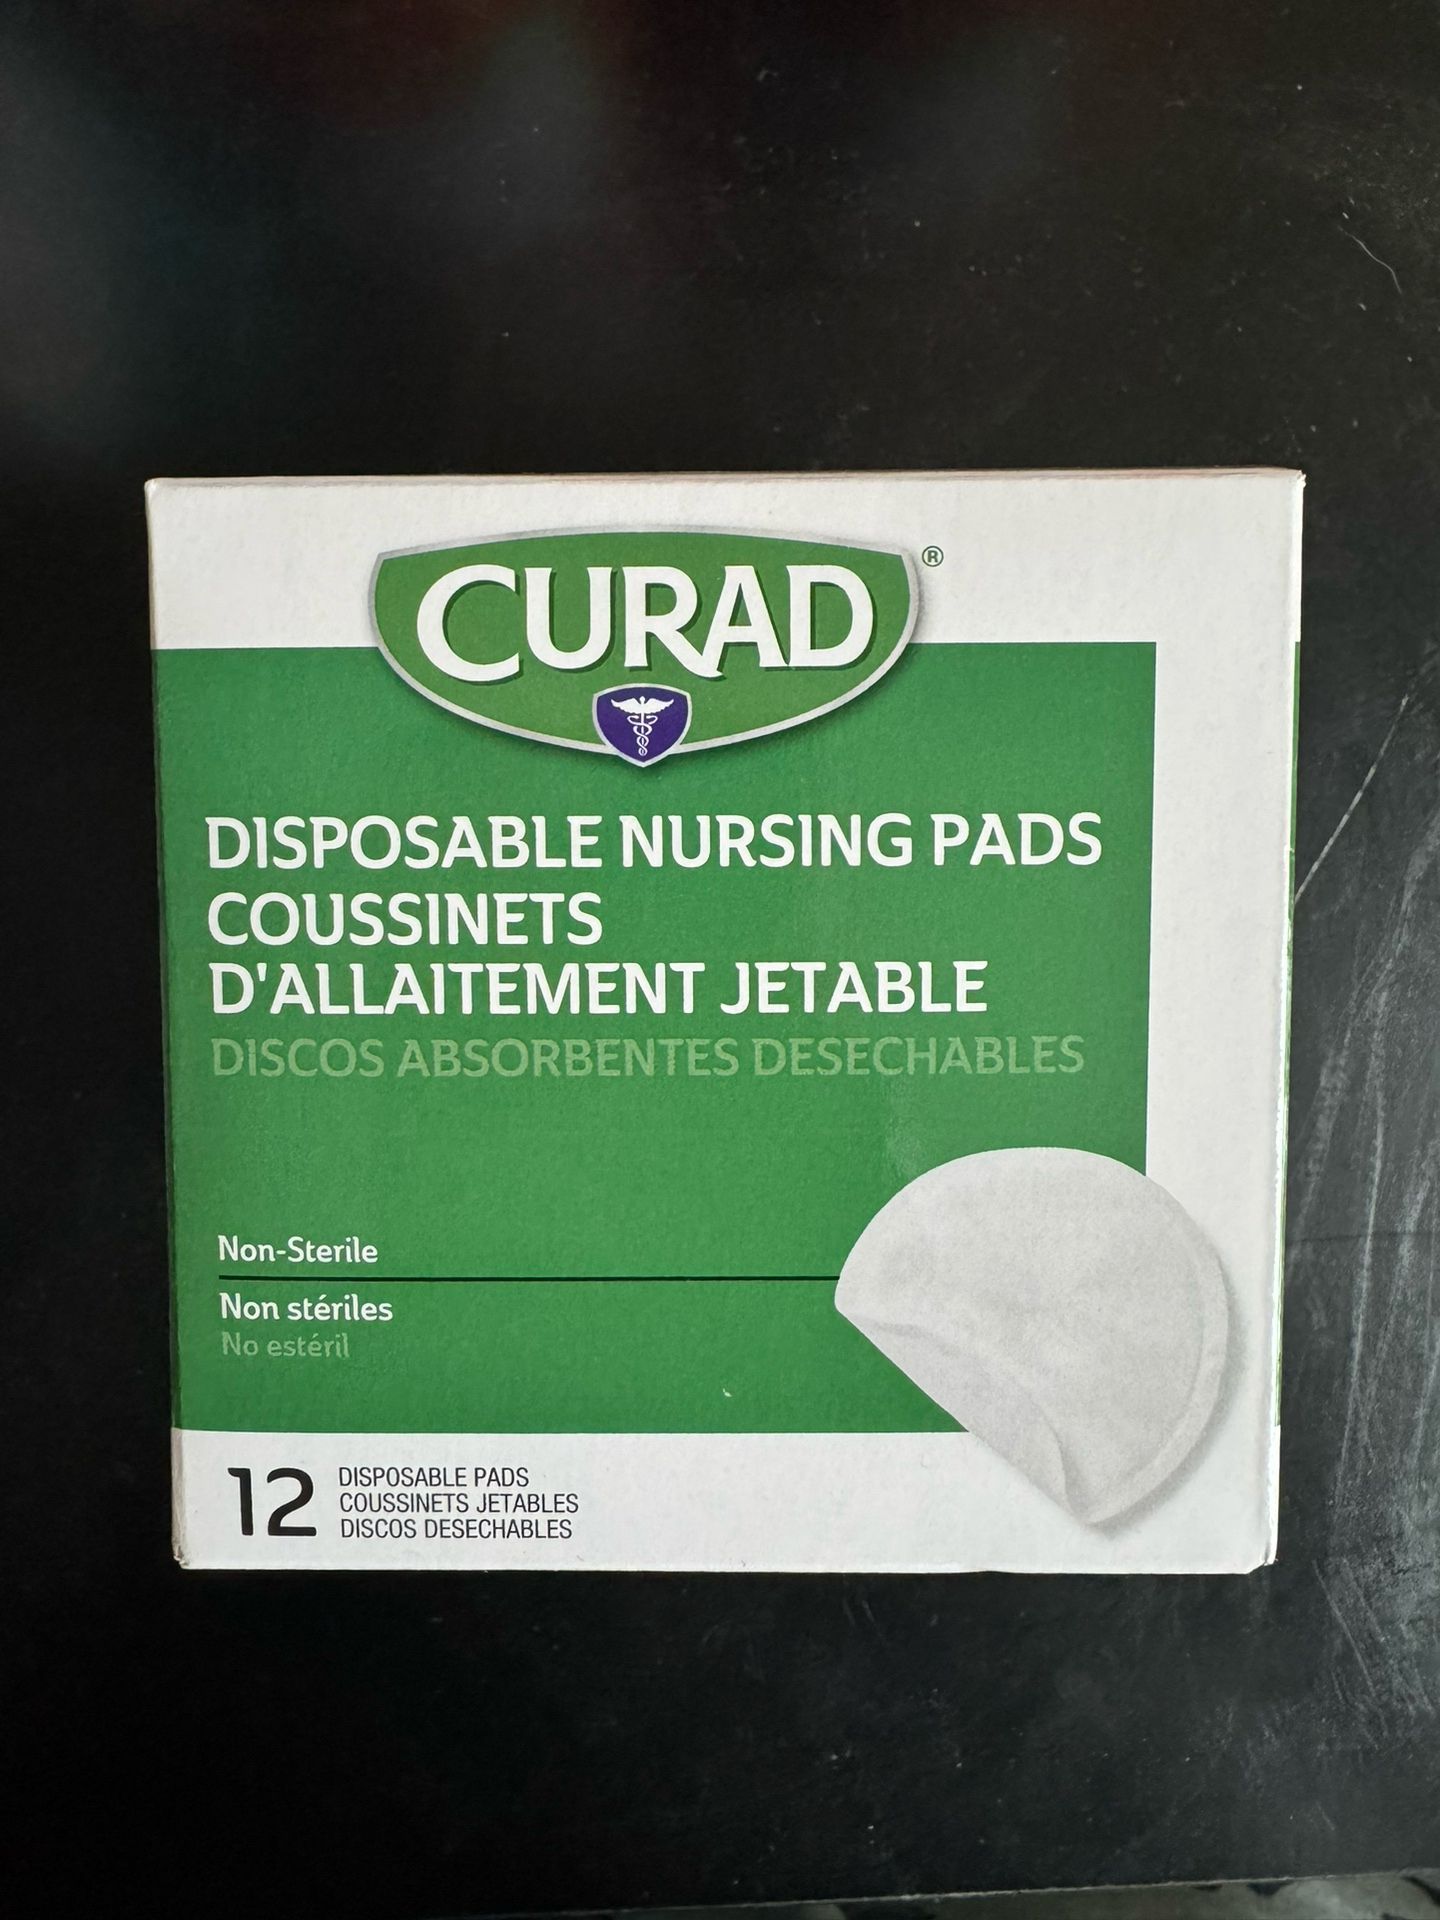 CURAD®
DISPOSABLE NURSING PADS
COUSSINETS
D'ALLAITEMENT JETABLE
DISCOS ABSORBENTES DESECHABLES
Non-Sterile
Non stériles
No estéril
12
DISPOSABLE PADS
COUSSINETS JETABLES
DISCOS DESECHABLES